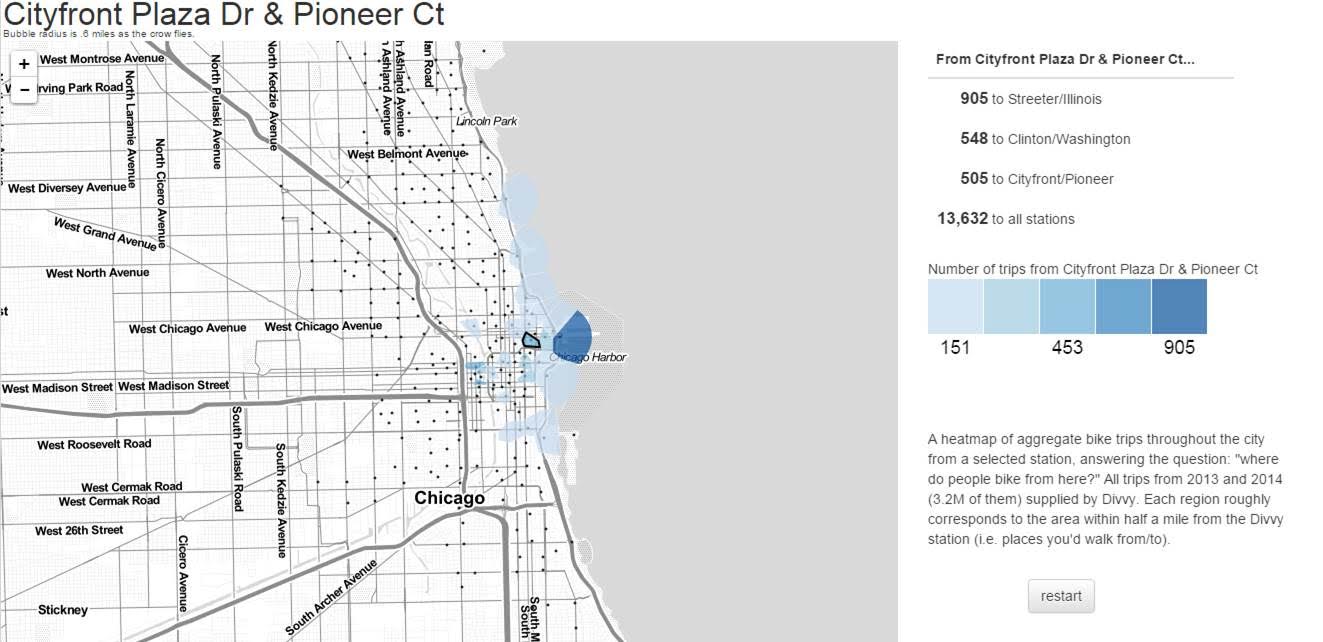 Cityfront Plaza Dr & Pioneer Ct
Bubble radius is .6 miles as the crow flies.
+
−
West Montrose Avenue
rving Park Road
North Laramie Avenue
North Cicero Avenue
North Pulaski Avenue
North Kedzie Avenue
Ashland Avenue
h Ashland Avenue
lan Road
Lincoln Park
West Belmont Avenue
West Diversey Avenue
West Grand Avenue
West North Avenue
st
West Chicago Avenue
West Chicago Avenue
Chicago Harbor
West Madison Street
West Madison Street
South Pulaski Road
West Roosevelt Road
South Kedzie Avenue
West Cermak Road
West Cermak Road
Chicago
West 26th Street
Cicero Avenue
South Archer Avenue
Stickney
South M
South
From Cityfront Plaza Dr & Pioneer Ct...
905 to Streeter/Illinois
548 to Clinton/Washington
505 to Cityfront/Pioneer
13,632 to all stations
Number of trips from Cityfront Plaza Dr & Pioneer Ct
151 453 905
A heatmap of aggregate bike trips throughout the city
from a selected station, answering the question: "where
do people bike from here?" All trips from 2013 and 2014
(3.2M of them) supplied by Divvy. Each region roughly
corresponds to the area within half a mile from the Divvy
station (i.e. places you'd walk from/to).
restart